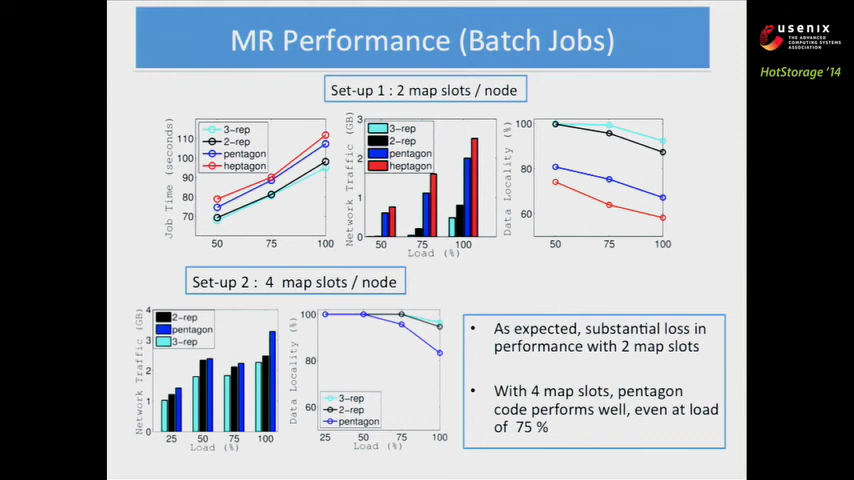 MR Performance (Batch Jobs)
usenix
THE ADVANCED
COMPUTING SYSTEMS
ASSOCIATION
HotStorage '14
Set-up 1 : 2 map slots / node
Job Time (seconds)
110
100
90
80
70
3-rep
2-rep
pentagon
heptagon
50
75
100
Network Traffic (GB)
3
2
1
0
3-rep
2-rep
pentagon
heptagon
50
75
100
Load (%)
Data Locality (%)
100
80
60
50
75
100
Set-up 2 : 4 map slots / node
Network Traffic (GB)
4
3
2
1
0
2-rep
pentagon
3-rep
25
50
75
100
Load (%)
Data Locality (%)
100
80
60
3-rep
2-rep
pentagon
25
50
75
100
Load (%)
• As expected, substantial loss in
performance with 2 map slots
• With 4 map slots, pentagon
code performs well, even at load
of 75 %